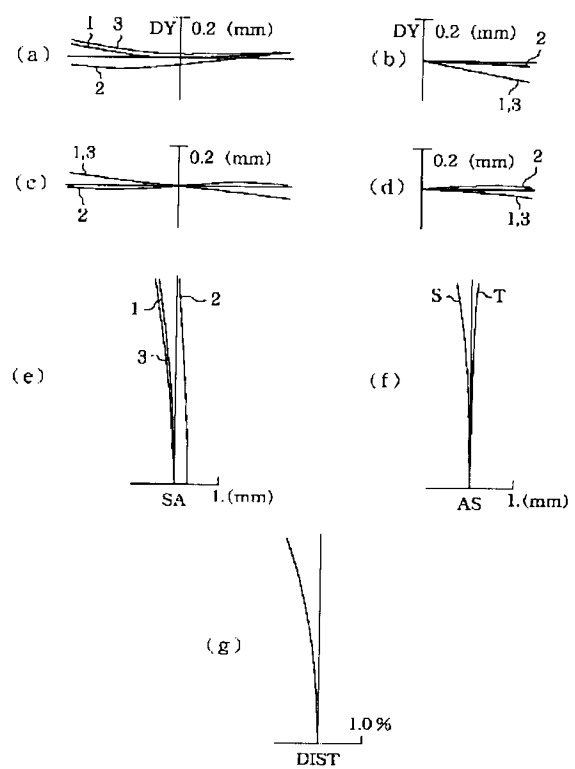 DY 0.2 (mm)
1 3
(a)
2
DY 0.2 (mm)
2
(b)
1,3
1,3
0.2 (mm)
(c)
2
0.2 (mm)
2
(d)
1,3
1
2
3
(e)
SA 1.(mm)
S T
(f)
AS 1.(mm)
(g)
1.0 %
DIST